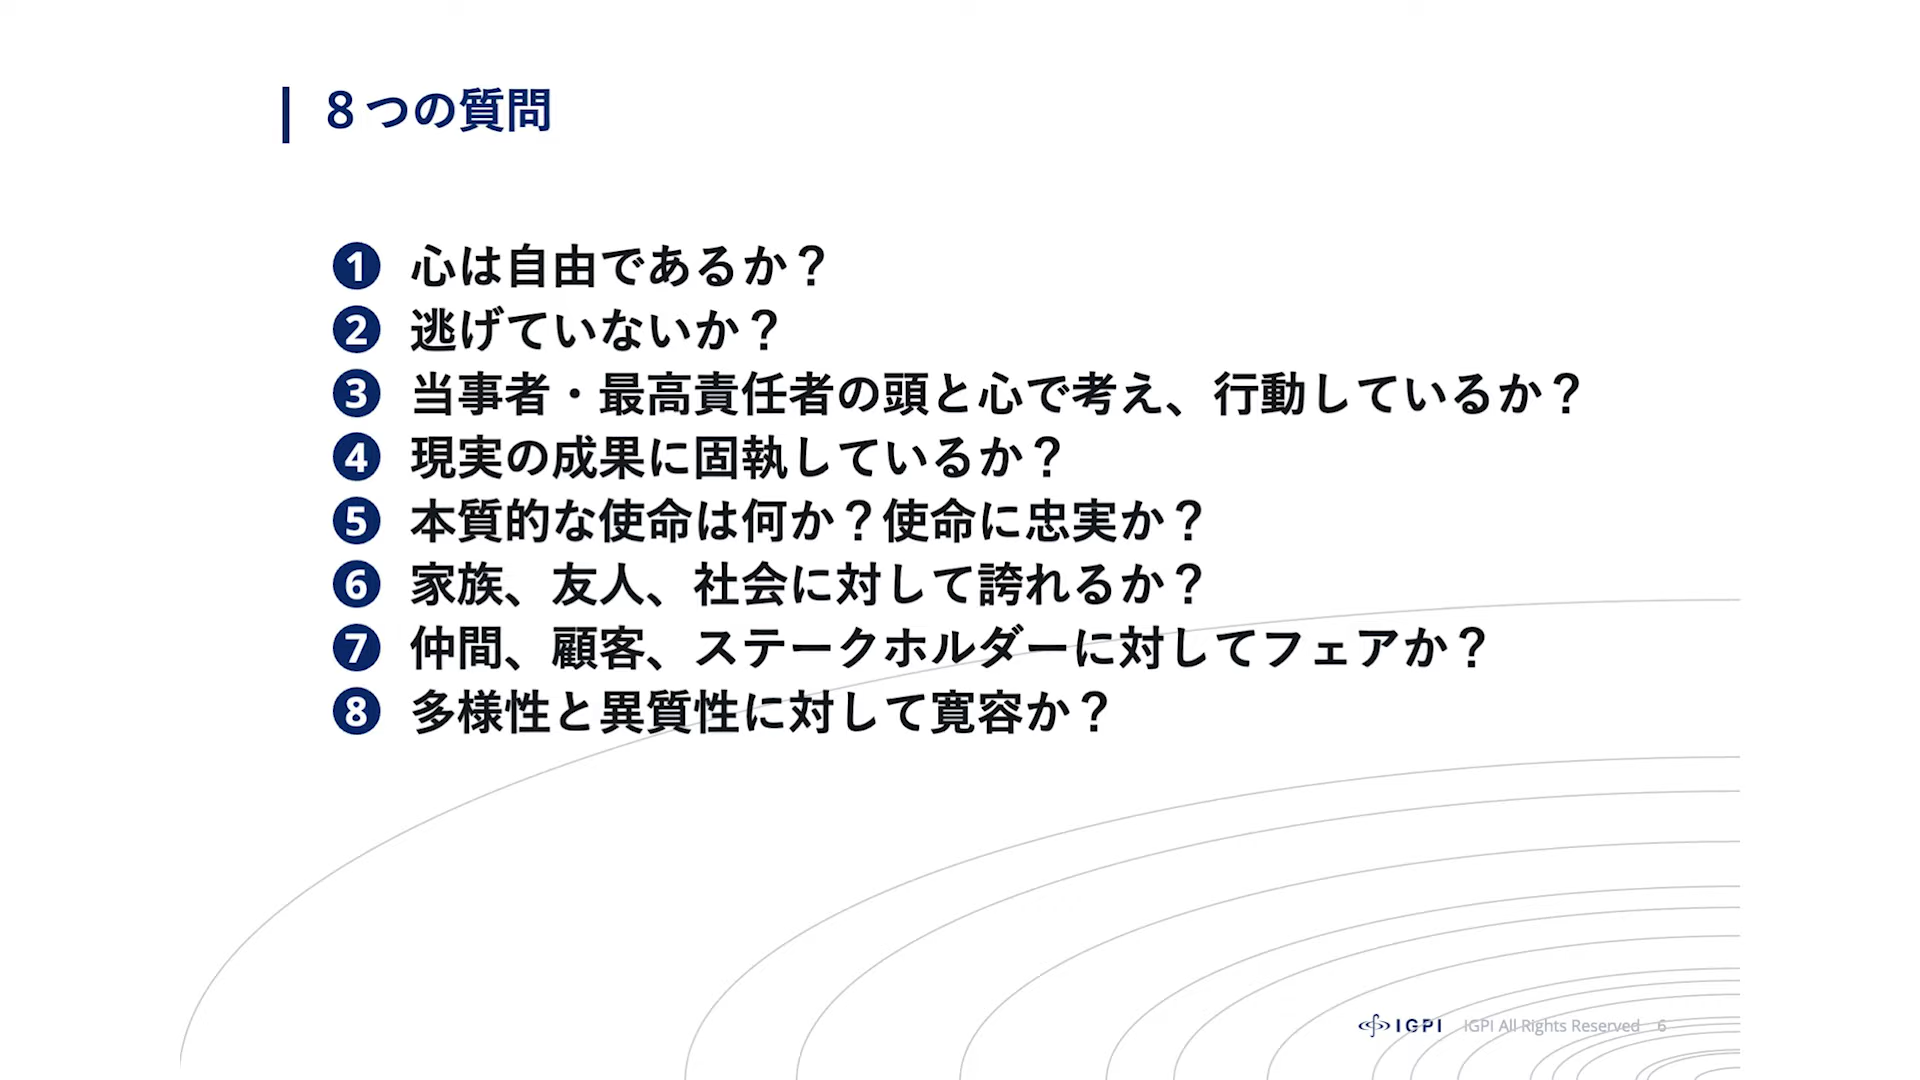 ８つの質問
1 心は自由であるか？
2 逃げていないか？
3 当事者・最高責任者の頭と心で考え、行動しているか？
4 現実の成果に固執しているか？
5 本質的な使命は何か？使命に忠実か？
6 家族、友人、社会に対して誇れるか？
7 仲間、顧客、ステークホルダーに対してフェアか？
8 多様性と異質性に対して寛容か？
IGPI IGPI All Rights Reserved 6